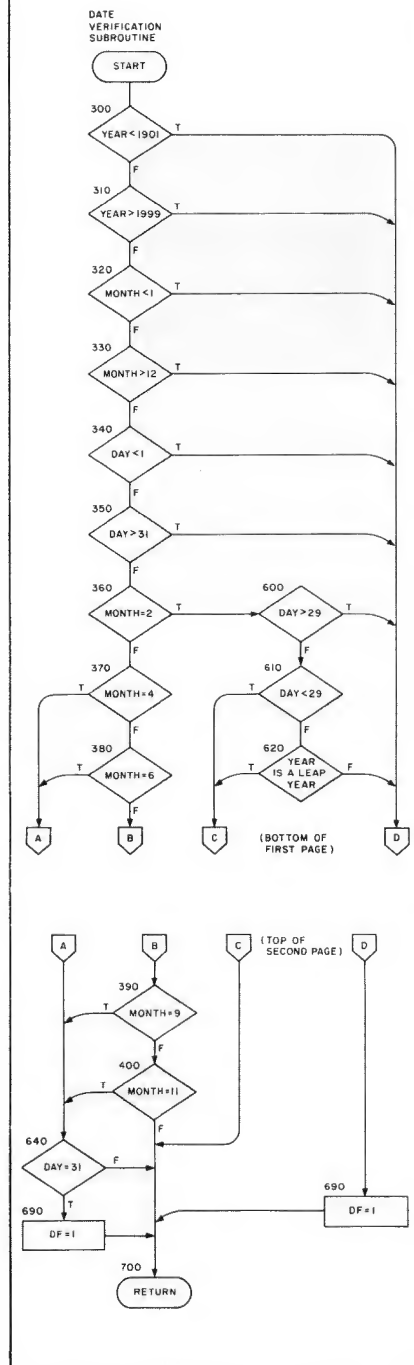 DATE
VERIFICATION
SUBROUTINE
START
300
YEAR<1901
T
F
310
YEAR>1999
T
F
320
MONTH<1
T
F
330
MONTH>12
T
F
340
DAY<1
T
F
350
DAY>31
T
F
360
MONTH=2
T
F
600
DAY>29
T
F
370
MONTH=4
T
F
610
DAY<29
T
F
380
MONTH=6
T
F
620
YEAR
IS A LEAP
YEAR
T
F
A
B
C
(BOTTOM OF
FIRST PAGE)
D
A
B
C
(TOP OF
SECOND PAGE)
D
390
MONTH=9
T
F
400
MONTH=11
T
F
640
DAY=31
F
T
690
DF=1
690
DF=1
700
RETURN